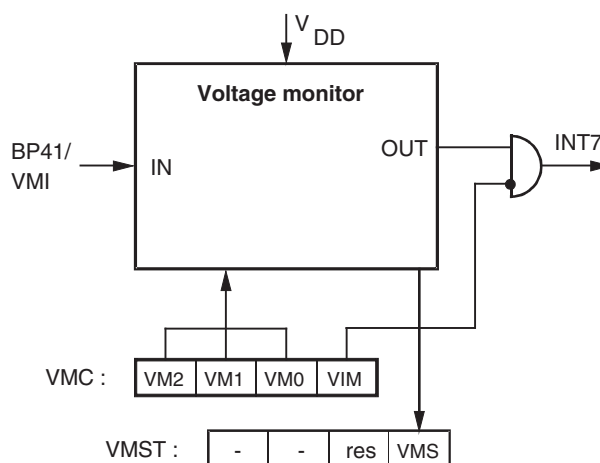 V DD
Voltage monitor
BP41/
VMI
IN
OUT
INT7
VMC : VM2 VM1 VM0 VIM
VMST : - - res VMS